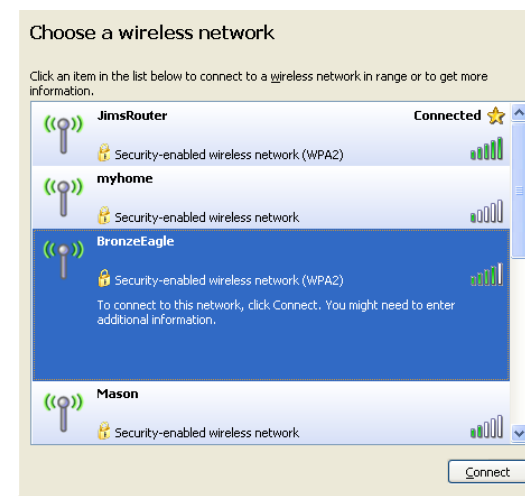 Choose a wireless network
Click an item in the list below to connect to a wireless network in range or to get more
information.
JimsRouter Connected
Security-enabled wireless network (WPA2)
myhome
Security-enabled wireless network
BronzeEagle
Security-enabled wireless network (WPA2)
To connect to this network, click Connect. You might need to enter
additional information.
Mason
Security-enabled wireless network
Connect